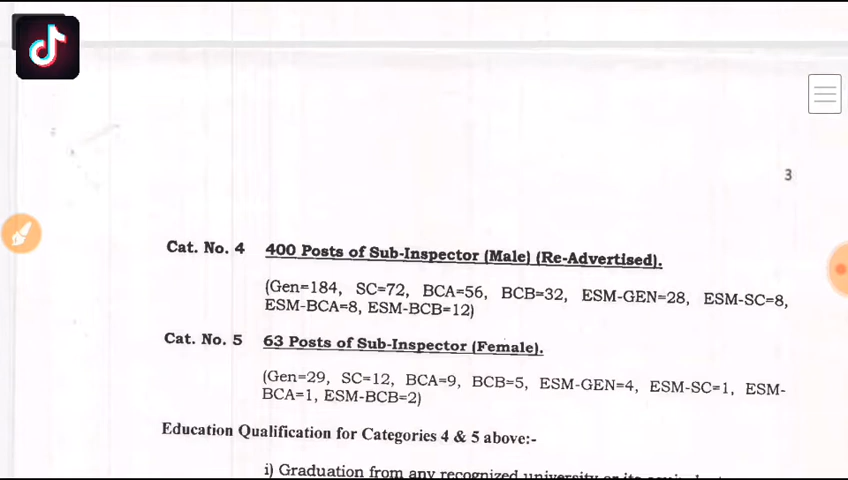 3
Cat. No. 4 400 Posts of Sub-Inspector (Male) (Re-Advertised).
(Gen=184, SC=72, BCA=56, BCB=32, ESM-GEN=28, ESM-SC=8,
ESM-BCA=8, ESM-BCB=12)
Cat. No. 5 63 Posts of Sub-Inspector (Female).
(Gen=29, SC=12, BCA=9, BCB=5, ESM-GEN=4, ESM-SC=1, ESM-
BCA=1, ESM-BCB=2)
Education Qualification for Categories 4 & 5 above:-
i) Graduation from any recognized university or its